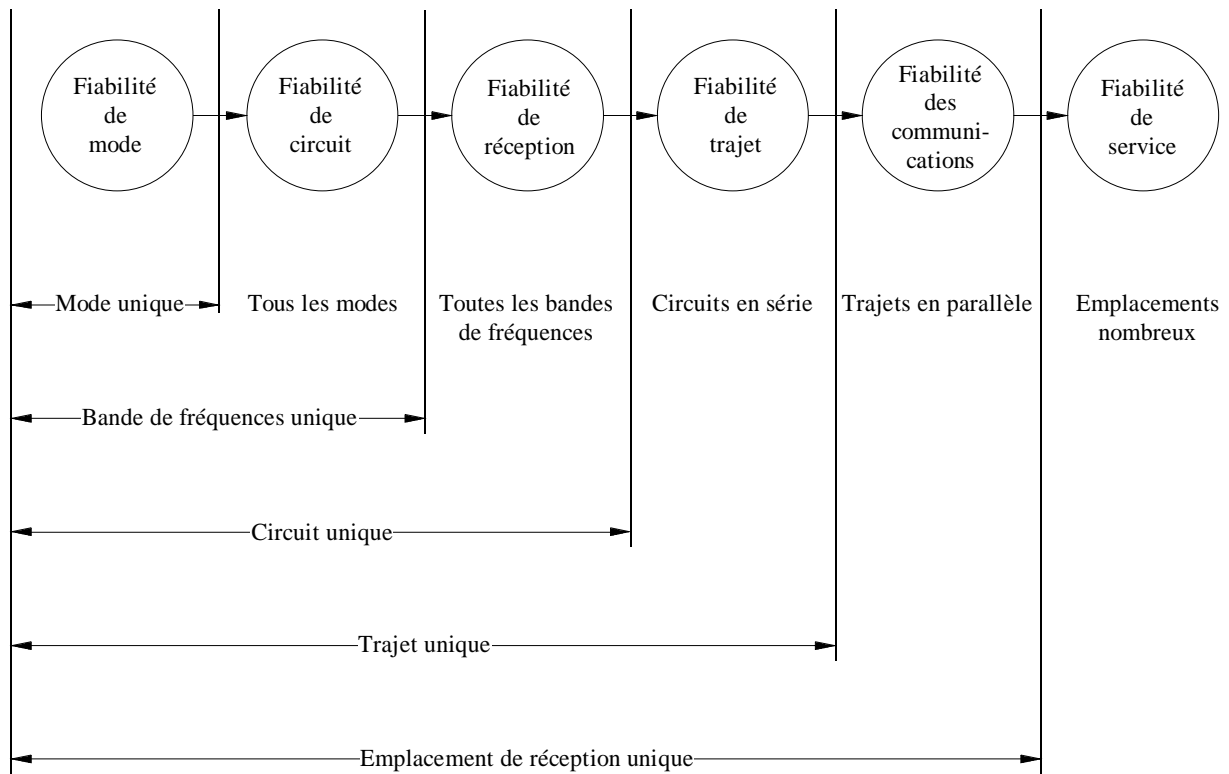 Fiabilité
de
mode
Fiabilité
de
circuit
Fiabilité
de
réception
Fiabilité
de
trajet
Fiabilité
des
communi-
cations
Fiabilité
de
service
Mode unique
Tous les modes
Toutes les bandes
de fréquences
Circuits en série
Trajets en parallèle
Emplacements
nombreux
Bande de fréquences unique
Circuit unique
Trajet unique
Emplacement de réception unique